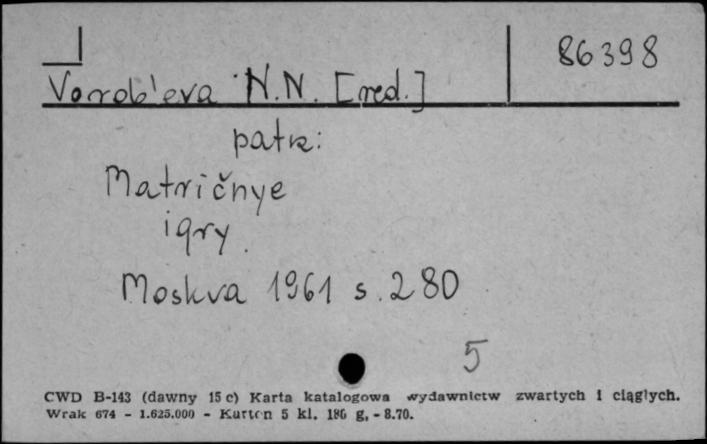 86398
Vorob'eva N.N. [red.]
patrz:
Matričnye
igry.
Moskva 1961 s. 280
5
CWD B-143 (dawny 15 c) Karta katalogowa wydawnictw zwartych i ciągłych.
Wrak 674 - 1.625.000 - Karton 5 kl. 180 g. - 8.70.